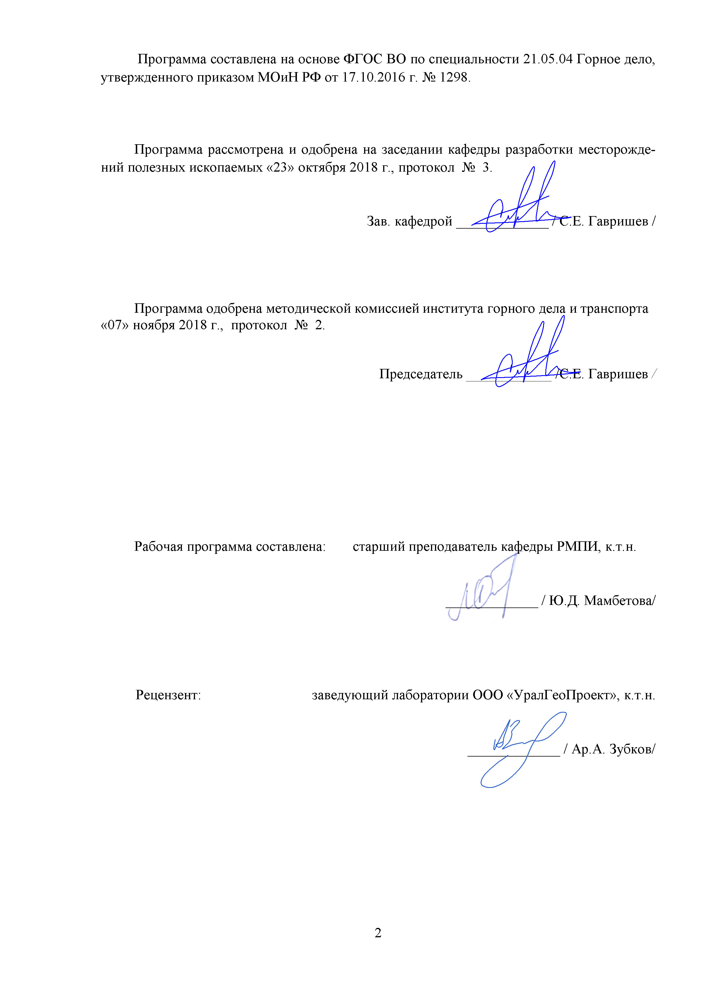 Программа составлена на основе ФГОС ВО по специальности 21.05.04 Горное дело,
утвержденного приказом МОиН РФ от 17.10.2016 г. № 1298.
Программа рассмотрена и одобрена на заседании кафедры разработки месторожде-
ний полезных ископаемых «23» октября 2018 г., протокол № 3.
Зав. кафедрой _____________ / С.Е. Гавришев /
Программа одобрена методической комиссией института горного дела и транспорта
«07» ноября 2018 г., протокол № 2.
Председатель ____________ /С.Е. Гавришев /
Рабочая программа составлена: старший преподаватель кафедры РМПИ, к.т.н.
_____________ / Ю.Д. Мамбетова/
Рецензент: заведующий лаборатории ООО «УралГеоПроект», к.т.н.
_____________ / Ар.А. Зубков/
2